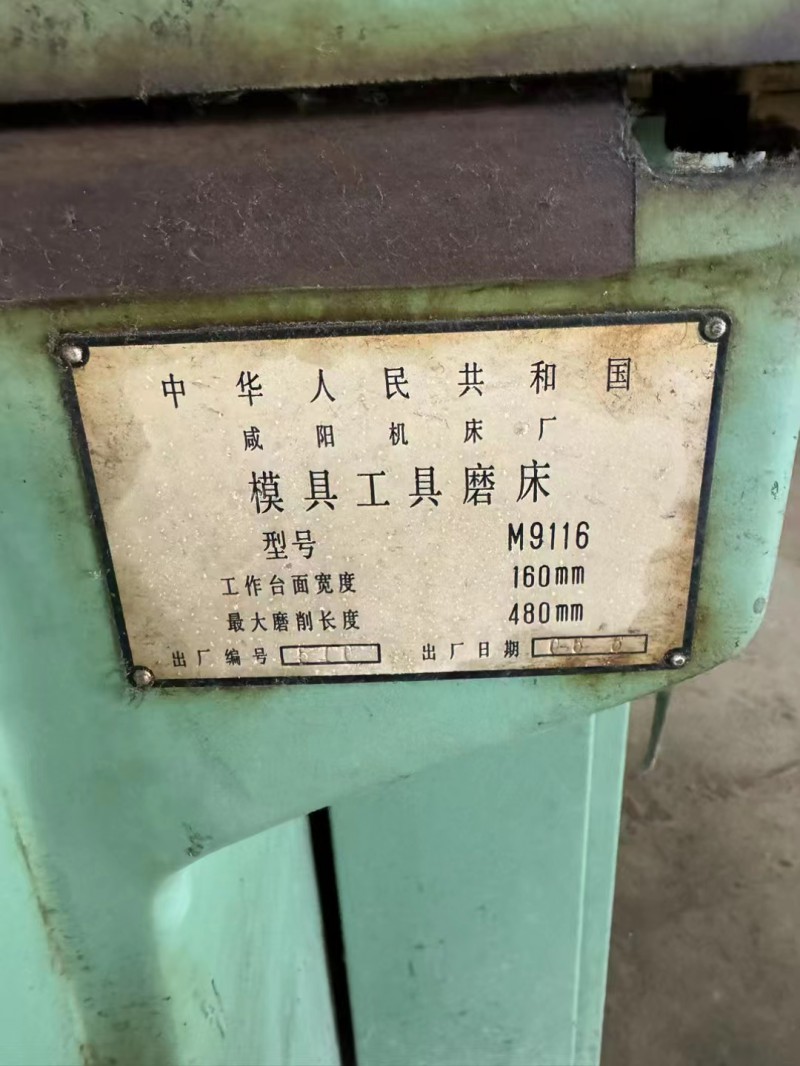 中华人民共和国
咸阳机床厂
模具工具磨床
型号 M9116
工作台面宽度 160mm
最大磨削长度 480mm
出厂编号 出厂日期